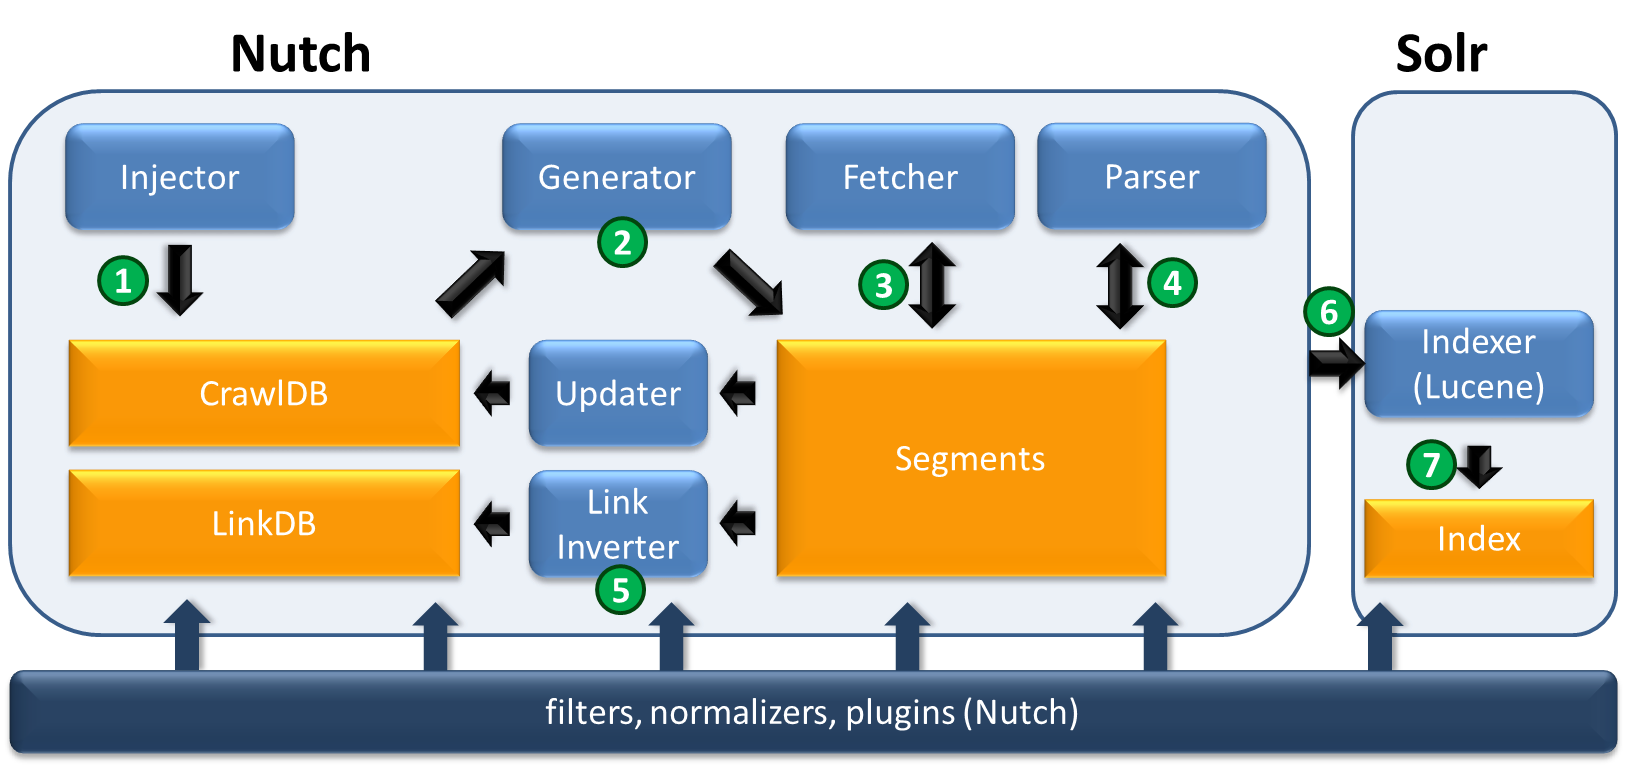 Nutch
Solr
Injector
Generator
Fetcher
Parser
2
1
3
4
6
CrawlDB
Updater
Segments
Indexer
(Lucene)
7
LinkDB
Link
Inverter
5
Index
filters, normalizers, plugins (Nutch)